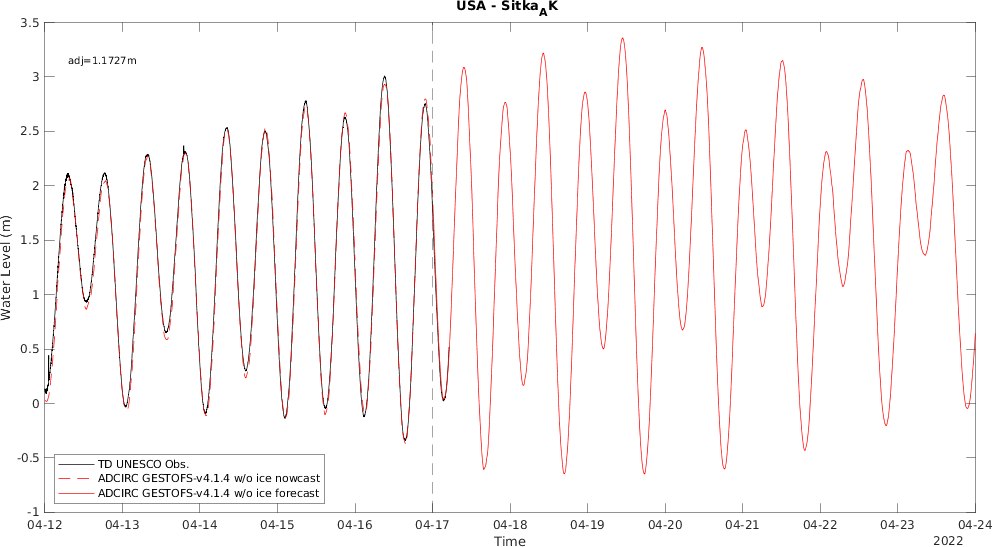 USA - Sitka_AK
3.5
adj=1.1727m
3
2.5
2
1.5
1
0.5
0
-0.5
-1
Water Level (m)
TD UNESCO Obs.
ADCIRC GESTOFS-v4.1.4 w/o ice nowcast
ADCIRC GESTOFS-v4.1.4 w/o ice forecast
04-12 04-13 04-14 04-15 04-16 04-17 04-18 04-19 04-20 04-21 04-22 04-23 04-24
Time
2022